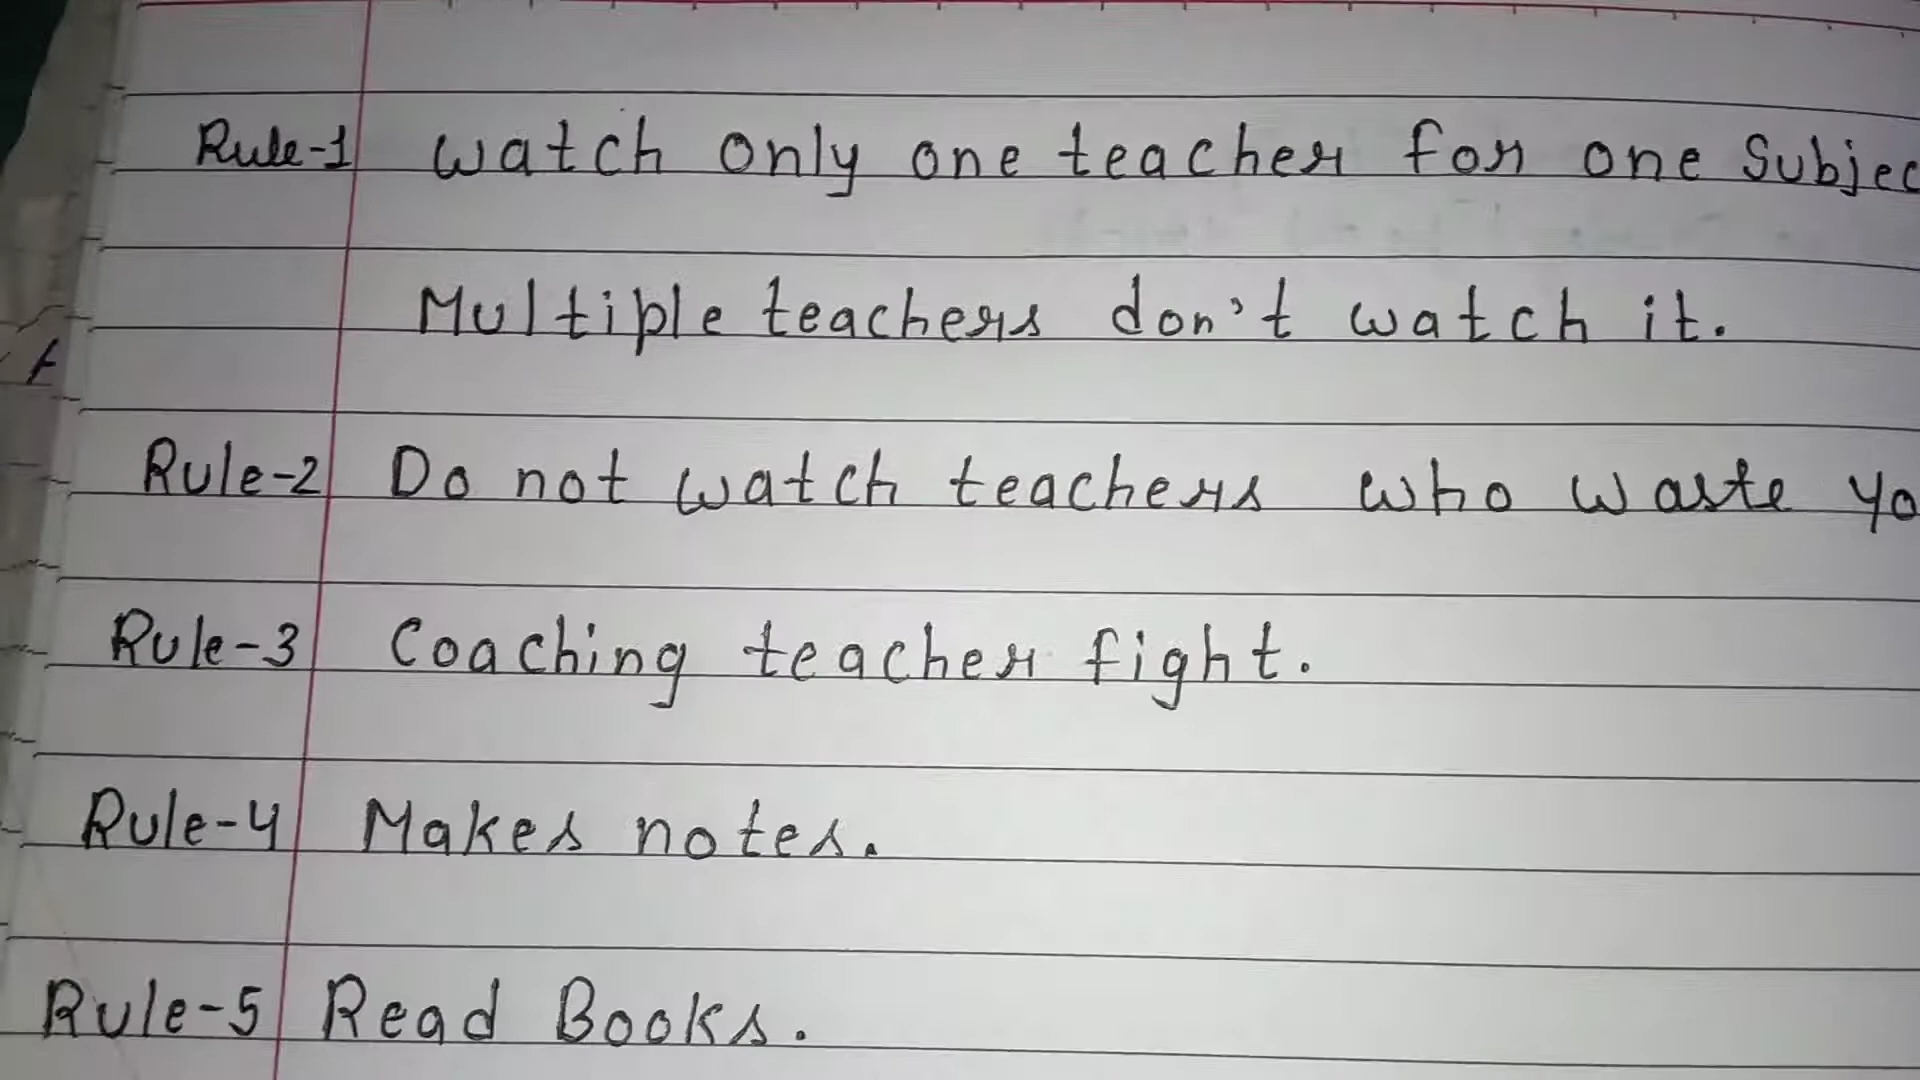 Rule-1 Watch only one teacher for one Subjec
Multiple teachers don't watch it.
Rule-2 Do not watch teachers who waste yo
Rule-3 Coaching teacher fight.
Rule-4 Makes notes.
Rule-5 Read Books.